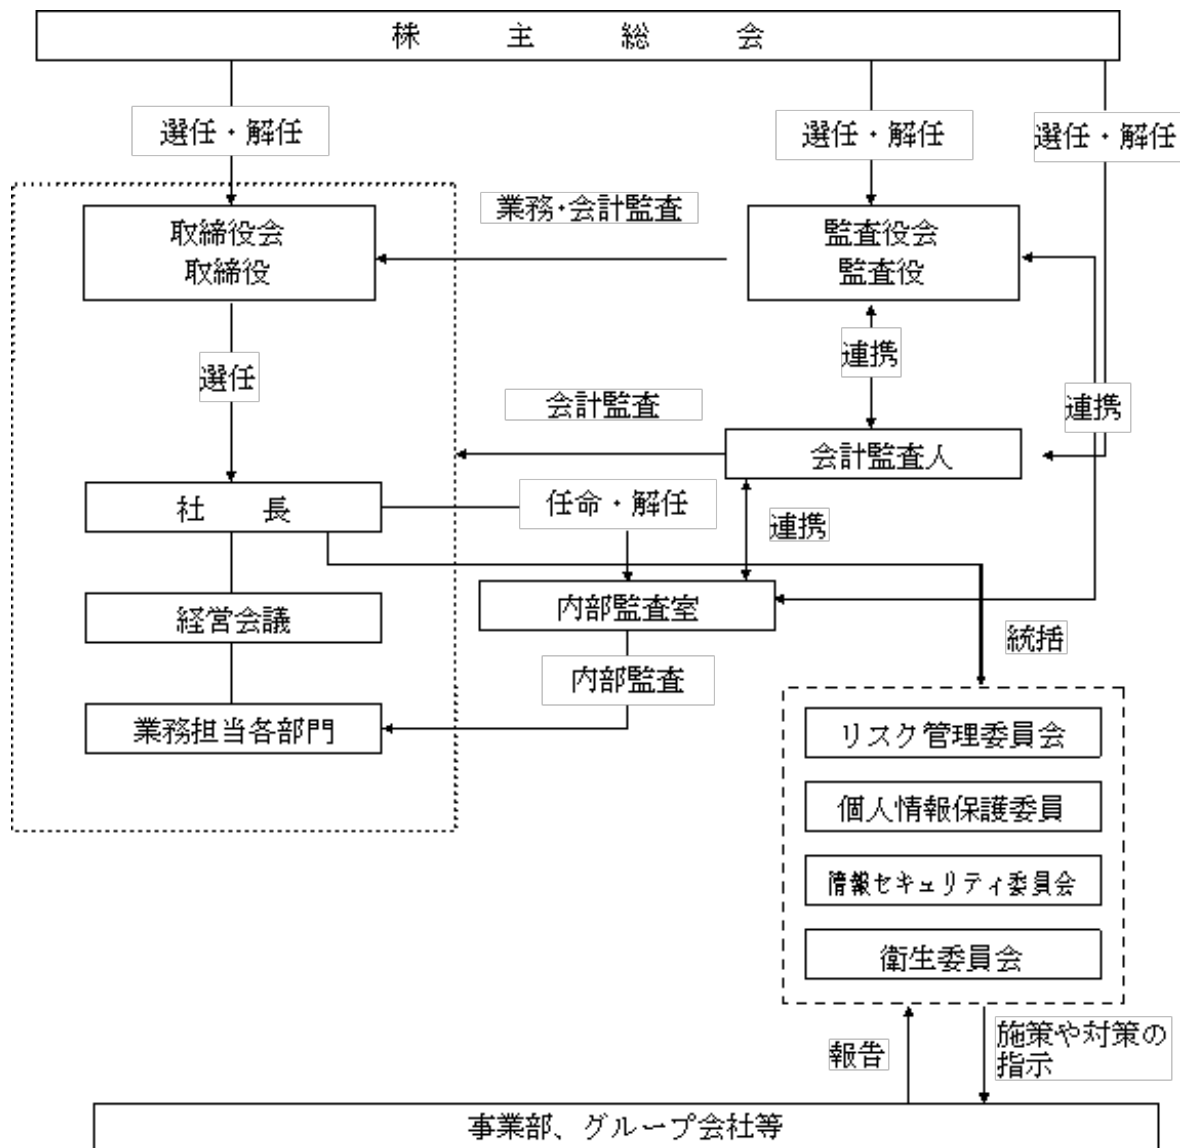 株主総会
選任・解任
選任・解任
選任・解任
業務・会計監査
取締役会
取締役
監査役会
監査役
連携
選任
会計監査
連携
会計監査人
社長
任命・解任
連携
内部監査室
経営会議
統括
内部監査
業務担当各部門
リスク管理委員会
個人情報保護委員
情報セキュリティ委員会
衛生委員会
報告
施策や対策の
指示
事業部、グループ会社等